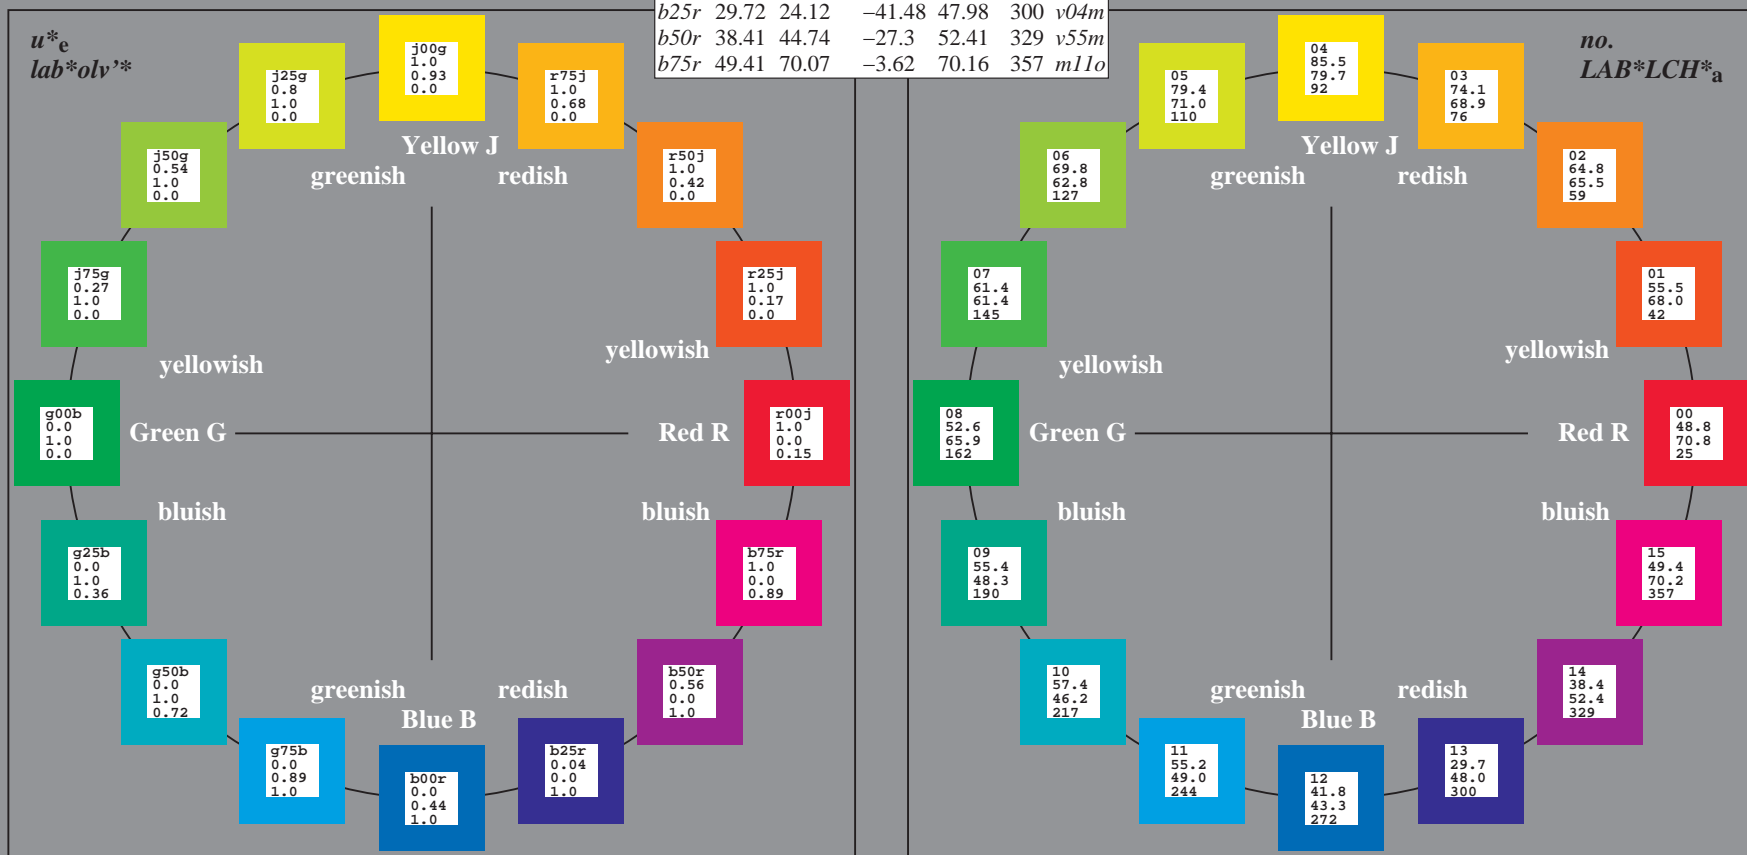 b25r 29.72 24.12 −41.48 47.98 300 v04m
b50r 38.41 44.74 −27.3 52.41 329 v55m
b75r 49.41 70.07 −3.62 70.16 357 m11o
u*e
lab*olv'*
j00g
1.0
0.93
0.0
j25g
0.8
1.0
0.0
r75j
1.0
0.68
0.0
j50g
0.54
1.0
0.0
r50j
1.0
0.42
0.0
Yellow J
greenish redish
j75g
0.27
1.0
0.0
r25j
1.0
0.17
0.0
yellowish
yellowish
g00b
0.0
1.0
0.0
Green G
Red R
r00j
1.0
0.0
0.15
bluish
bluish
g25b
0.0
1.0
0.36
b75r
1.0
0.0
0.89
g50b
0.0
1.0
0.72
b50r
0.56
0.0
1.0
greenish redish
Blue B
g75b
0.0
0.89
1.0
b00r
0.0
0.44
1.0
b25r
0.04
0.0
1.0
no.
LAB*LCH*a
04
85.5
79.7
92
05
79.4
71.0
110
03
74.1
68.9
76
06
69.8
62.8
127
02
64.8
65.5
59
Yellow J
greenish redish
07
61.4
61.4
145
01
55.5
68.0
42
yellowish
yellowish
08
52.6
65.9
162
Green G
Red R
00
48.8
70.8
25
bluish
bluish
09
55.4
48.3
190
15
49.4
70.2
357
10
57.4
46.2
217
14
38.4
52.4
329
greenish redish
Blue B
11
55.2
49.0
244
12
41.8
43.3
272
13
29.7
48.0
300